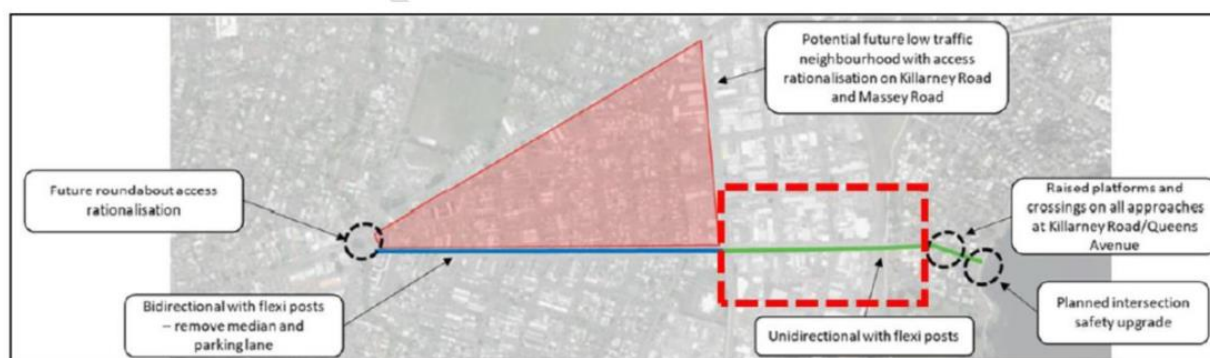 Potential future low traffic
neighbourhood with access
rationalisation on Killarney Road
and Massey Road
Future roundabout access
rationalisation
Raised platforms and
crossings on all approaches
at Killarney Road/Queens
Avenue
Bidirectional with flexi posts
– remove median and
parking lane
Unidirectional with flexi posts
Planned intersection
safety upgrade